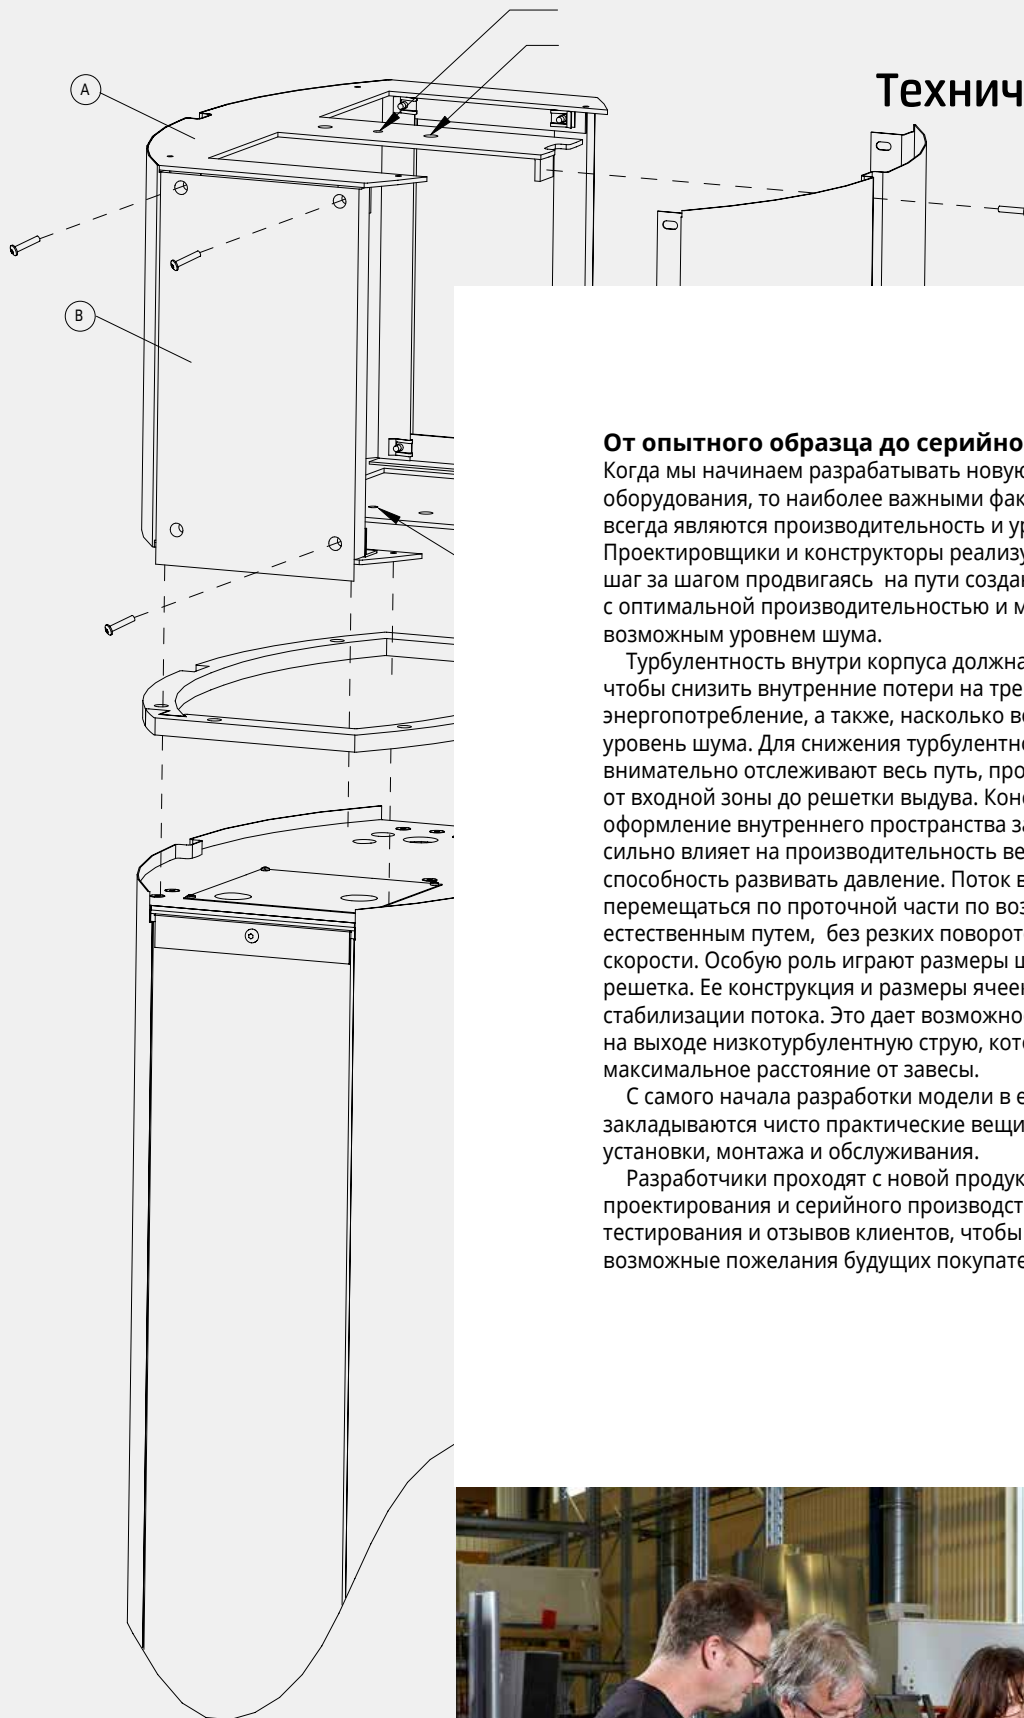 Технич
A
B
От опытного образца до серийно
Когда мы начинаем разрабатывать новую
оборудования, то наиболее важными фак
всегда являются производительность и ур
Проектировщики и конструкторы реализу
шаг за шагом продвигаясь на пути создан
с оптимальной производительностью и м
возможным уровнем шума.
Турбулентность внутри корпуса должна
чтобы снизить внутренние потери на тре
энергопотребление, а также, насколько во
уровень шума. Для снижения турбулентно
внимательно отслеживают весь путь, про
от входной зоны до решетки выдува. Конс
оформление внутреннего пространства за
сильно влияет на производительность ве
способность развивать давление. Поток в
перемещаться по проточной части по воз
естественным путем, без резких поворото
скорости. Особую роль играют размеры щ
решетка. Ее конструкция и размеры ячеек
стабилизации потока. Это дает возможнос
на выходе низкотурбулентную струю, кото
максимальное расстояние от завесы.
С самого начала разработки модели в е
закладываются чисто практические вещи
установки, монтажа и обслуживания.
Разработчики проходят с новой продук
проектирования и серийного производств
тестирования и отзывов клиентов, чтобы
возможные пожелания будущих покупате